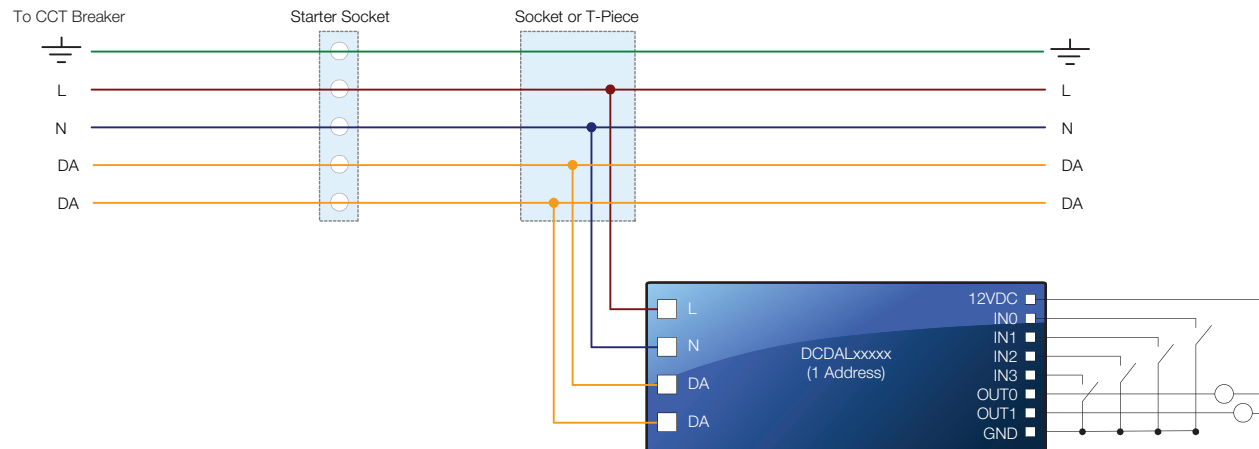 To CCT Breaker
Starter Socket
Socket or T-Piece
L
L
N
N
DA
DA
DA
DA
L
N
DA
DA
DCDALxxxxx
(1 Address)
12VDC
IN0
IN1
IN2
IN3
OUT0
OUT1
GND